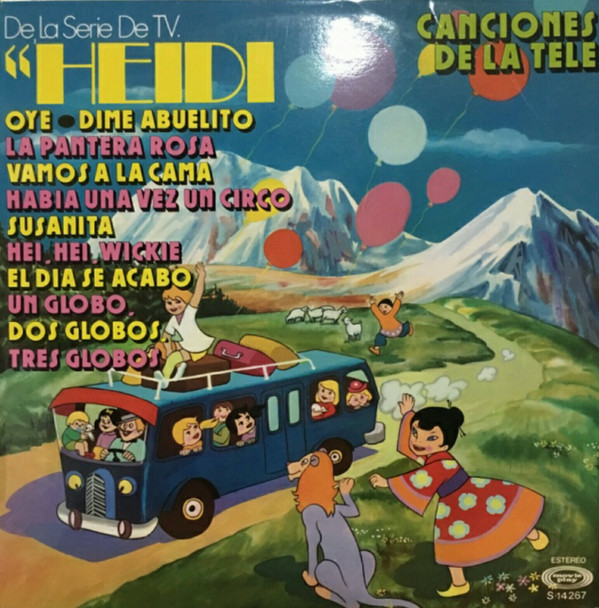 De La Serie De TV.
"HEIDI
CANCIONES
DE LA TELE
OYE • DIME ABUELITO
LA PANTERA ROSA
VAMOS A LA CAMA
HABIA UNA VEZ UN CIRCO
SUSANITA
HEI, HEI, WICKIE
EL DIA SE ACABO
UN GLOBO,
DOS GLOBOS
TRES GLOBOS
ESTEREO
movie
play
S-14267